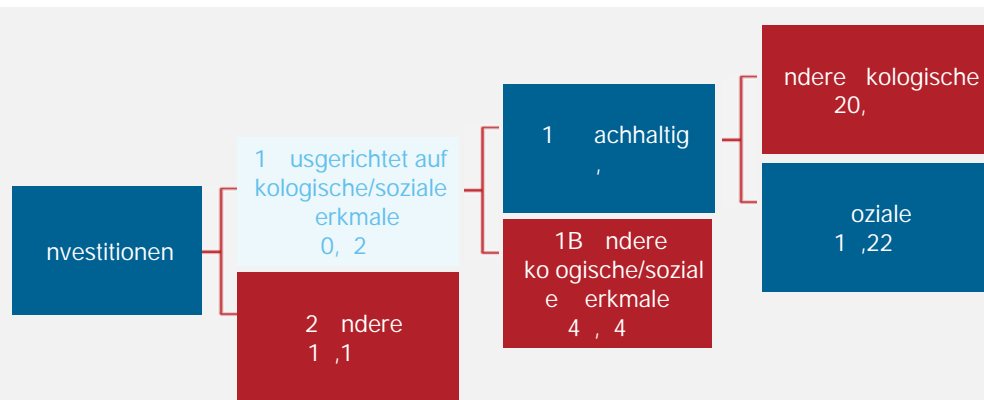 nvestitionen
1 usgerichtet auf
kologische/soziale
erkmale
0, 2
2 ndere
1 ,1
1 achhaltig
,
1B ndere
ko ogische/sozial
e erkmale
4 , 4
ndere kologische
20,
oziale
1 ,22